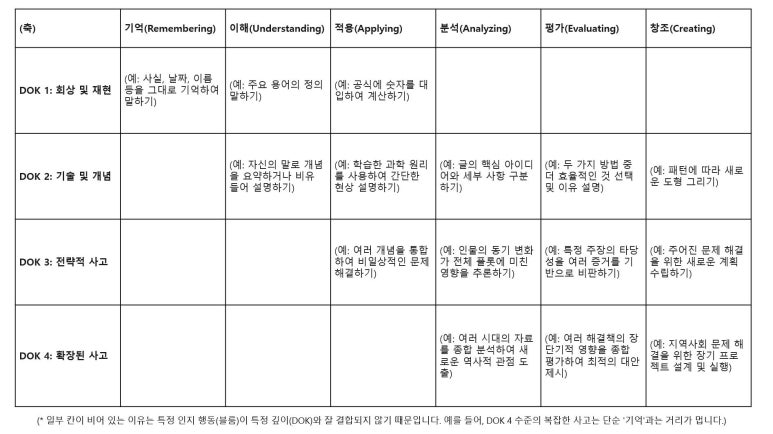 (축)
기억(Remembering)
이해(Understanding)
적용(Applying)
분석(Analyzing)
평가(Evaluating)
창조(Creating)
DOK 1: 회상 및 재현
(예: 사실, 날짜, 이름
등을 그대로 기억하여
말하기)
(예: 주요 용어의 정의
말하기)
(예: 공식에 숫자를 대
입하여 계산하기)
DOK 2: 기술 및 개념
(예: 자신의 말로 개념
을 요약하거나 비유
들어 설명하기)
(예: 학습한 과학 원리
를 사용하여 간단한
현상 설명하기)
(예: 글의 핵심 아이디
어와 세부 사항 구분
하기)
(예: 두 가지 방법 중
더 효율적인 것 선택
및 이유 설명)
(예: 패턴에 따라 새로
운 도형 그리기)
DOK 3: 전략적 사고
(예: 여러 개념을 통합
하여 비일상적인 문제
해결하기)
(예: 인물의 동기 변화
가 전체 플롯에 미친
영향을 추론하기)
(예: 특정 주장의 타당
성을 여러 증거를 기
반으로 비판하기)
(예: 주어진 문제 해결
을 위한 새로운 계획
수립하기)
DOK 4: 확장된 사고
(예: 여러 시대의 자료
를 종합 분석하여 새
로운 역사적 관점 도
출)
(예: 여러 해결책의 장
단기적 영향을 종합
평가하여 최적의 대안
제시)
(예: 지역사회 문제 해
결을 위한 장기 프로
젝트 설계 및 실행)
(* 일부 칸이 비어 있는 이유는 특정 인지 행동(블룸)이 특정 깊이(DOK)와 잘 결합되지 않기 때문입니다. 예를 들어, DOK 4 수준의 복잡한 사고는 단순 '기억'과는 거리가 멉니다.)